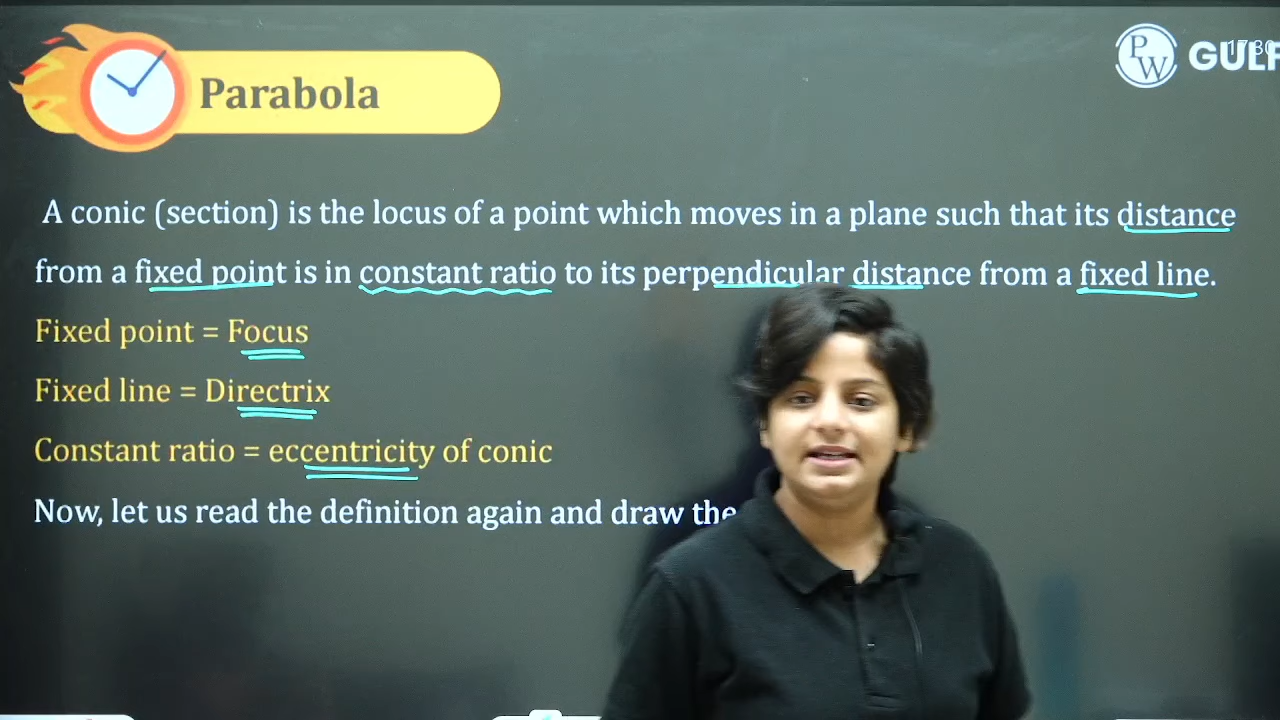 Parabola
PW GULF
17:30
A conic (section) is the locus of a point which moves in a plane such that its distance
from a fixed point is in constant ratio to its perpendicular distance from a fixed line.
Fixed point = Focus
Fixed line = Directrix
Constant ratio = eccentricity of conic
Now, let us read the definition again and draw the